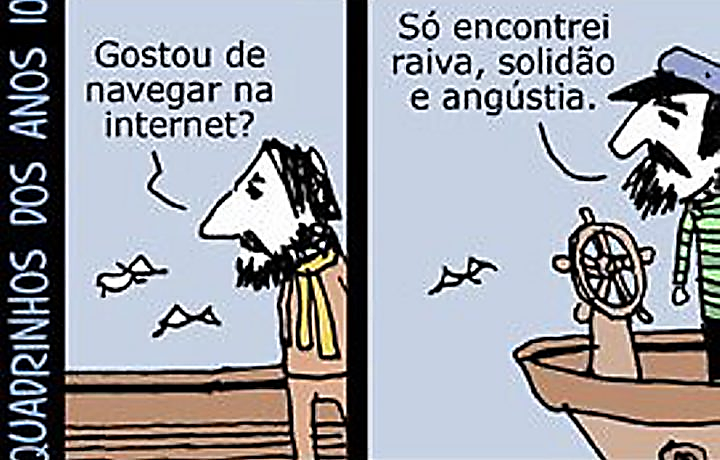 QUADRINHOS DOS ANOS 10
Gostou de
navegar na
internet?
Só encontrei
raiva, solidão
e angústia.